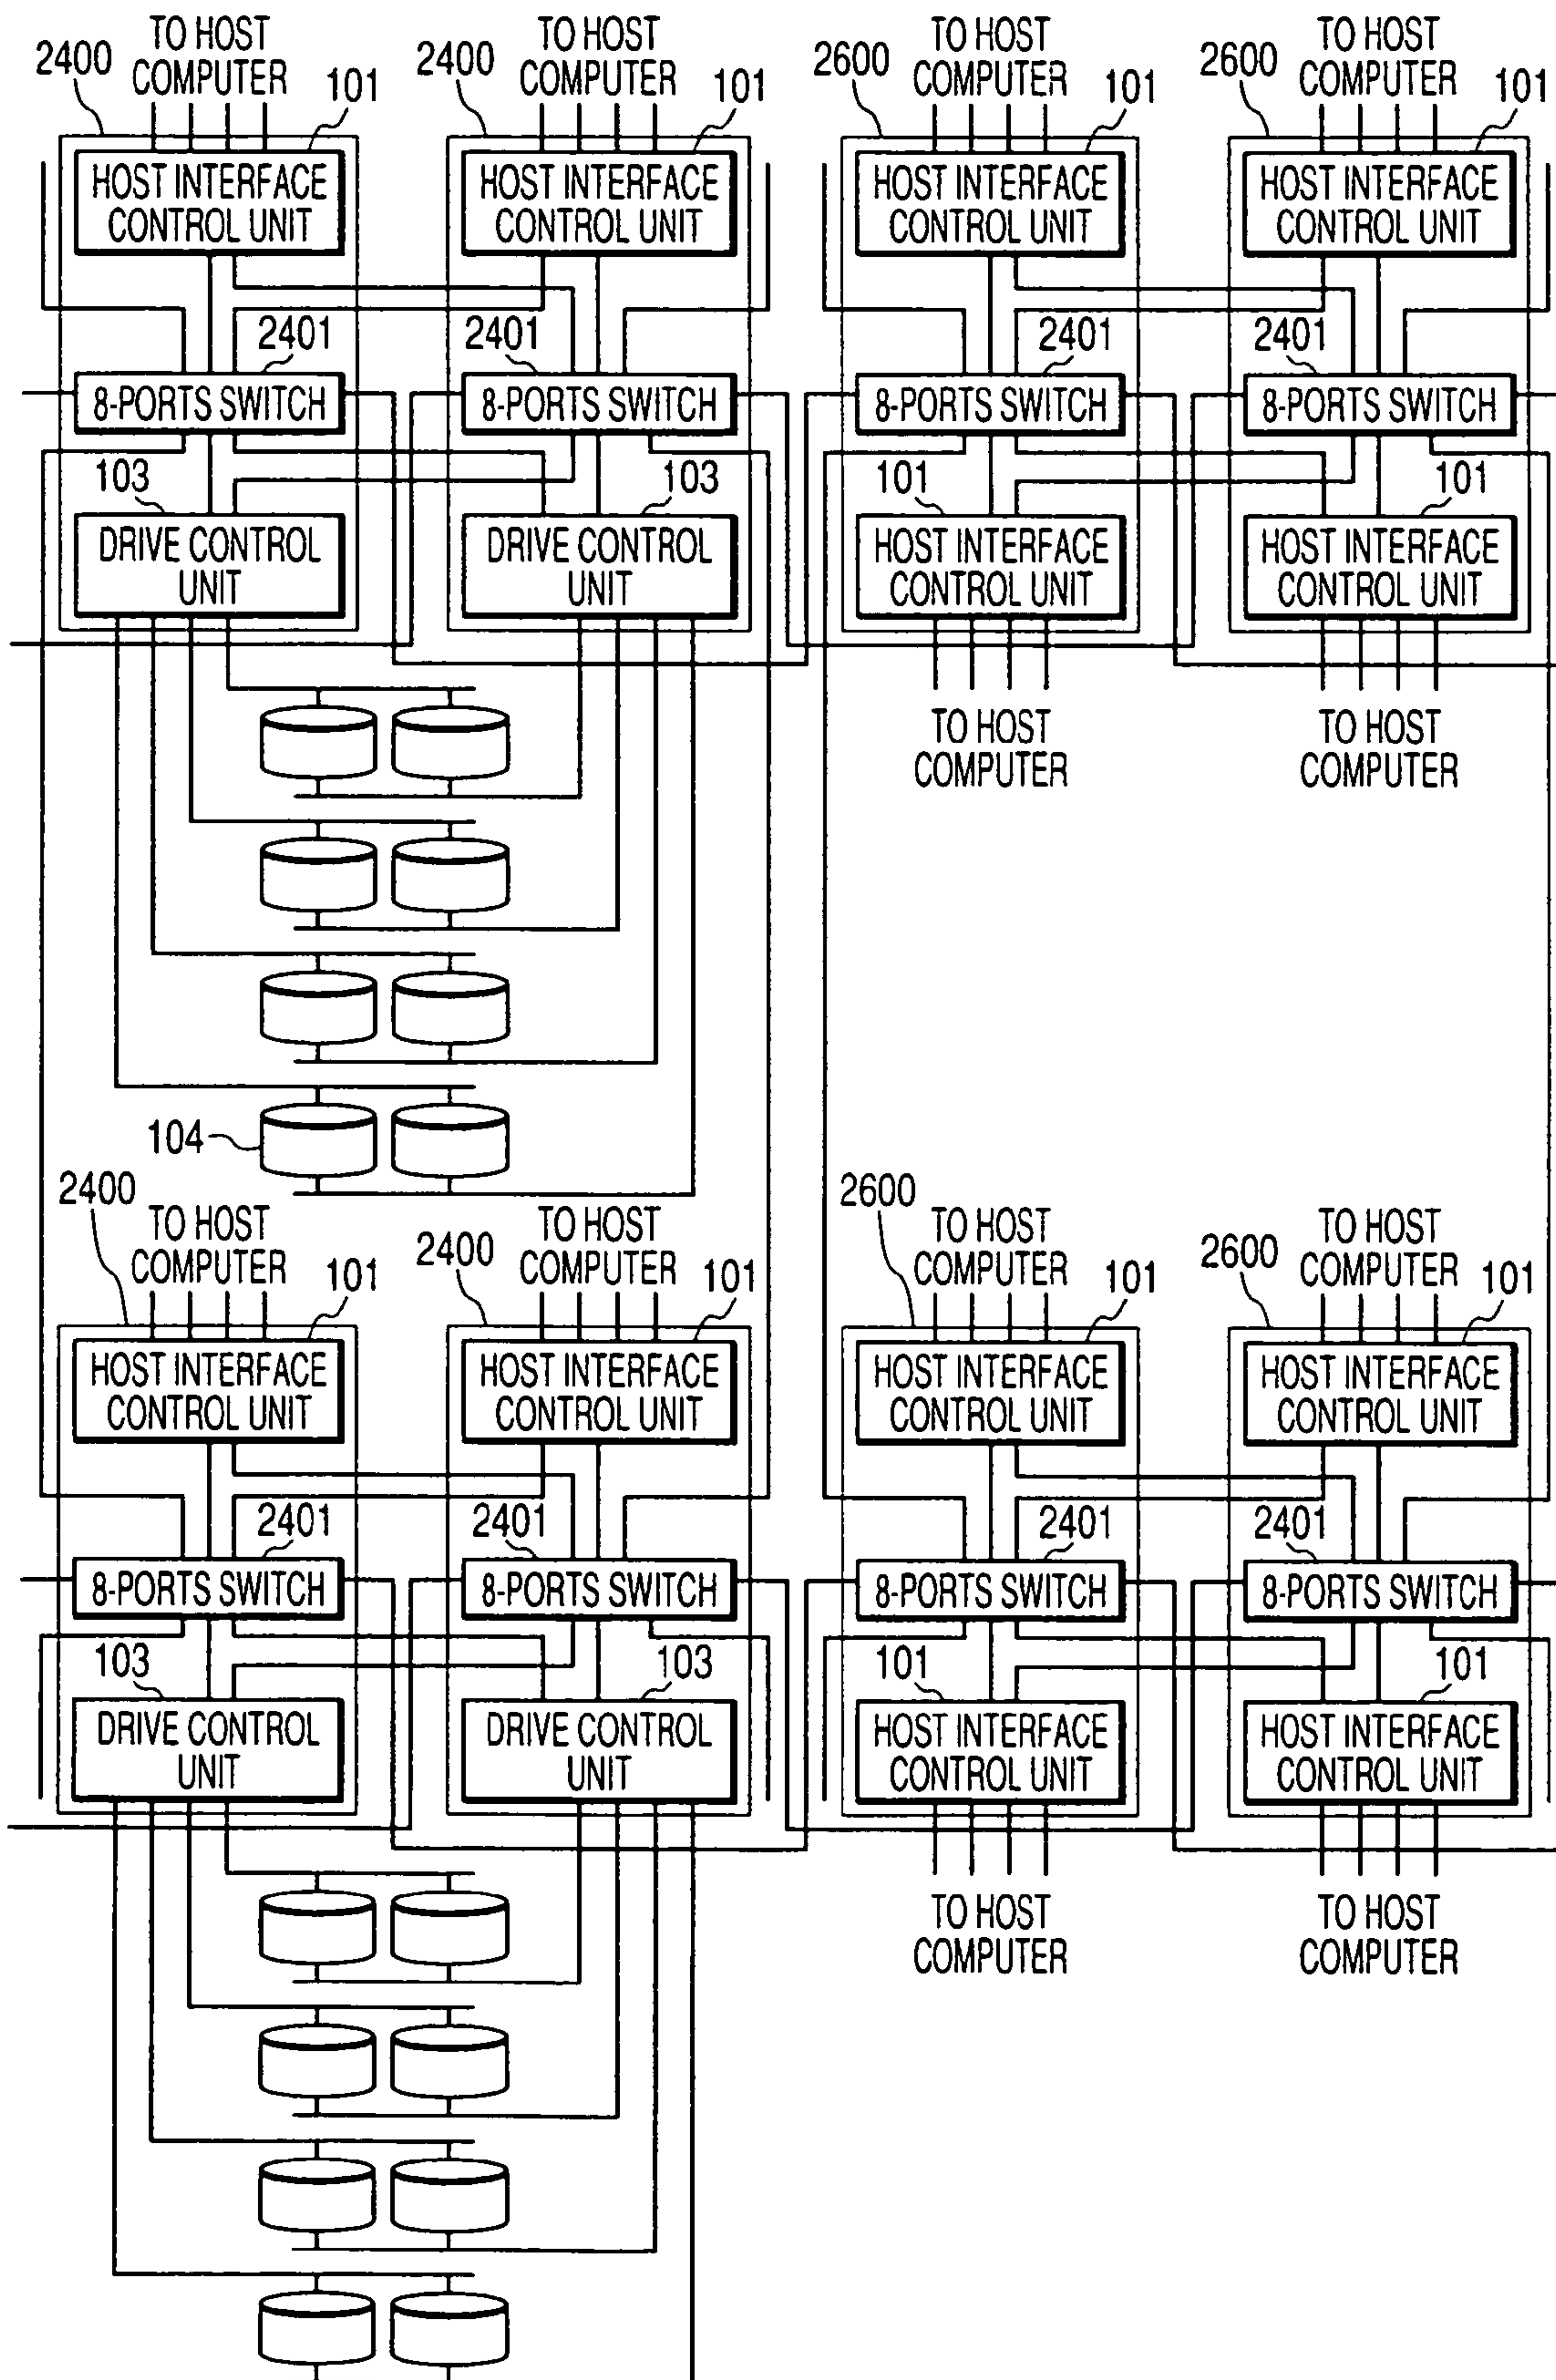 TO HOST
COMPUTER
TO HOST
COMPUTER
TO HOST
COMPUTER
TO HOST
COMPUTER
2400
101
2400
101
2600
101
2600
101
HOST INTERFACE
CONTROL UNIT
HOST INTERFACE
CONTROL UNIT
HOST INTERFACE
CONTROL UNIT
HOST INTERFACE
CONTROL UNIT
2401
2401
2401
2401
8-PORTS SWITCH
8-PORTS SWITCH
8-PORTS SWITCH
8-PORTS SWITCH
103
103
101
101
DRIVE CONTROL
UNIT
DRIVE CONTROL
UNIT
HOST INTERFACE
CONTROL UNIT
HOST INTERFACE
CONTROL UNIT
TO HOST
COMPUTER
TO HOST
COMPUTER
104
2400
TO HOST
COMPUTER
101
2400
TO HOST
COMPUTER
101
2600
TO HOST
COMPUTER
101
2600
TO HOST
COMPUTER
101
HOST INTERFACE
CONTROL UNIT
HOST INTERFACE
CONTROL UNIT
HOST INTERFACE
CONTROL UNIT
HOST INTERFACE
CONTROL UNIT
2401
2401
2401
2401
8-PORTS SWITCH
8-PORTS SWITCH
8-PORTS SWITCH
8-PORTS SWITCH
103
103
101
101
DRIVE CONTROL
UNIT
DRIVE CONTROL
UNIT
HOST INTERFACE
CONTROL UNIT
HOST INTERFACE
CONTROL UNIT
TO HOST
COMPUTER
TO HOST
COMPUTER